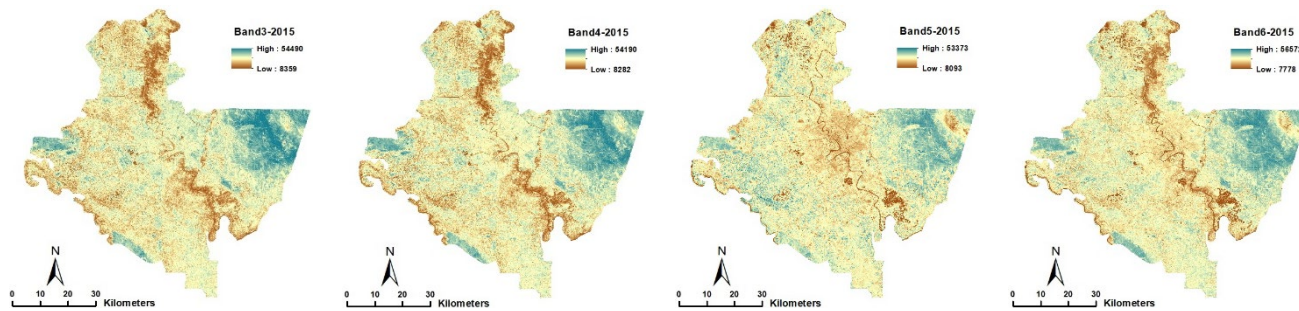 Band3-2015
High : 54490
Low : 8359
N
0 10 20 30
Kilometers
Band4-2015
High : 54190
Low : 8282
N
0 10 20 30
Kilometers
Band5-2015
High : 53373
Low : 8093
N
0 10 20 30
Kilometers
Band6-2015
High : 5657
Low : 7778
N
0 10 20 30
Kilometers